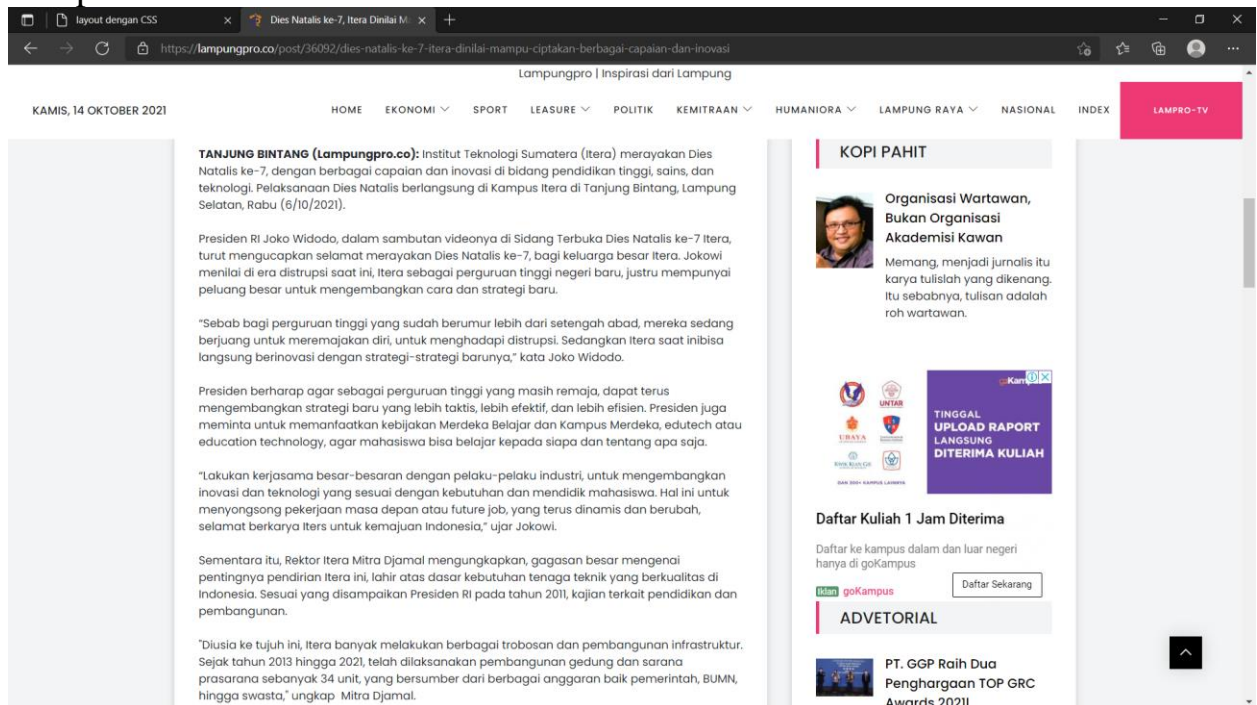 layout dengan CSS
Dies Natalis ke-7, Itera Dinilai M
https://lampungpro.co/post/36092/dies-natalis-ke-7-itera-dinilai-mampu-ciptakan-berbagai-capaian-dan-inovasi
Lampungpro | Inspirasi dari Lampung
KAMIS, 14 OKTOBER 2021
HOME EKONOMI SPORT LEASURE POLITIK KEMITRAAN HUMANIORA LAMPUNG RAYA NASIONAL INDEX LAMPRO-TV
TANJUNG BINTANG (Lampungpro.co): Institut Teknologi Sumatera (Itera) merayakan Dies
Natalis ke-7, dengan berbagai capaian dan inovasi di bidang pendidikan tinggi, sains, dan
teknologi. Pelaksanaan Dies Natalis berlangsung di Kampus Itera di Tanjung Bintang, Lampung
Selatan, Rabu (6/10/2021).
Presiden RI Joko Widodo, dalam sambutan videonya di Sidang Terbuka Dies Natalis ke-7 Itera,
turut mengucapkan selamat merayakan Dies Natalis ke-7, bagi keluarga besar Itera. Jokowi
menilai di era distrupsi saat ini, Itera sebagai perguruan tinggi negeri baru, justru mempunyai
peluang besar untuk mengembangkan cara dan strategi baru.
“Sebab bagi perguruan tinggi yang sudah berumur lebih dari setengah abad, mereka sedang
berjuang untuk meremajakan diri, untuk menghadapi distrupsi. Sedangkan Itera saat inibisa
langsung berinovasi dengan strategi-strategi barunya,” kata Joko Widodo.
Presiden berharap agar sebagai perguruan tinggi yang masih remaja, dapat terus
mengembangkan strategi baru yang lebih taktis, lebih efektif, dan lebih efisien. Presiden juga
meminta untuk memanfaatkan kebijakan Merdeka Belajar dan Kampus Merdeka, edutech atau
education technology, agar mahasiswa bisa belajar kepada siapa dan tentang apa saja.
“Lakukan kerjasama besar-besaran dengan pelaku-pelaku industri, untuk mengembangkan
inovasi dan teknologi yang sesuai dengan kebutuhan dan mendidik mahasiswa. Hal ini untuk
menyongsong pekerjaan masa depan atau future job, yang terus dinamis dan berubah,
selamat berkarya Iters untuk kemajuan Indonesia,” ujar Jokowi.
Sementara itu, Rektor Itera Mitra Djamal mengungkapkan, gagasan besar mengenai
pentingnya pendirian Itera ini, lahir atas dasar kebutuhan tenaga teknik yang berkualitas di
Indonesia. Sesuai yang disampaikan Presiden RI pada tahun 2011, kajian terkait pendidikan dan
pembangunan.
"Diusia ke tujuh ini, Itera banyak melakukan berbagai trobosan dan pembangunan infrastruktur.
Sejak tahun 2013 hingga 2021, telah dilaksanakan pembangunan gedung dan sarana
prasarana sebanyak 34 unit, yang bersumber dari berbagai anggaran baik pemerintah, BUMN,
hingga swasta," ungkap Mitra Djamal.
KOPI PAHIT
Organisasi Wartawan,
Bukan Organisasi
Akademisi Kawan
Memang, menjadi jurnalis itu
karya tulislah yang dikenang.
Itu sebabnya, tulisan adalah
roh wartawan.
UNTAR
UBAYA
TINGGAL
UPLOAD RAPORT
LANGSUNG
DITERIMA KULIAH
Daftar Kuliah 1 Jam Diterima
Daftar ke kampus dalam dan luar negeri
hanya di goKampus
Iklan goKampus
Daftar Sekarang
ADVETORIAL
PT. GGP Raih Dua
Penghargaan TOP GRC
Awards 2021!